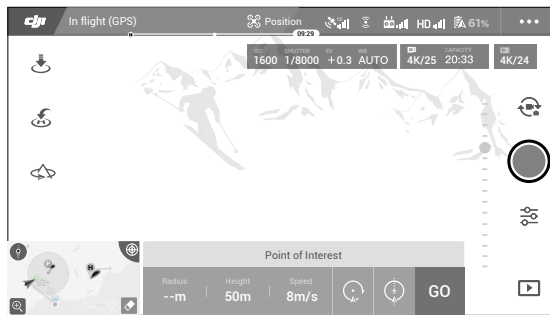 dji In flight (GPS) Position HD 61%
H 09:29
ISO SHUTTER EV WB CAPACITY
1600 1/8000 +0.3 AUTO 4K/25 20:33 4K/24
H
Point of Interest
Radius Height Speed
--m 50m 8m/s GO
H